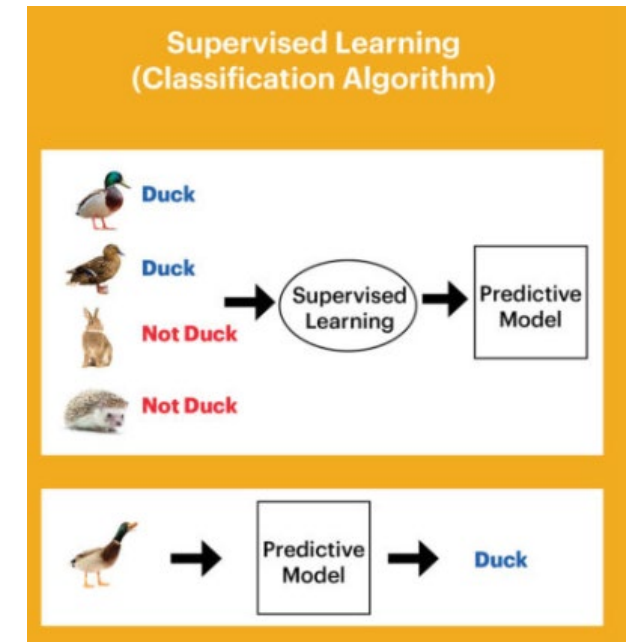 Supervised Learning
(Classification Algorithm)
Duck
Duck
Not Duck
Not Duck
Supervised
Learning
Predictive
Model
Predictive
Model
Duck